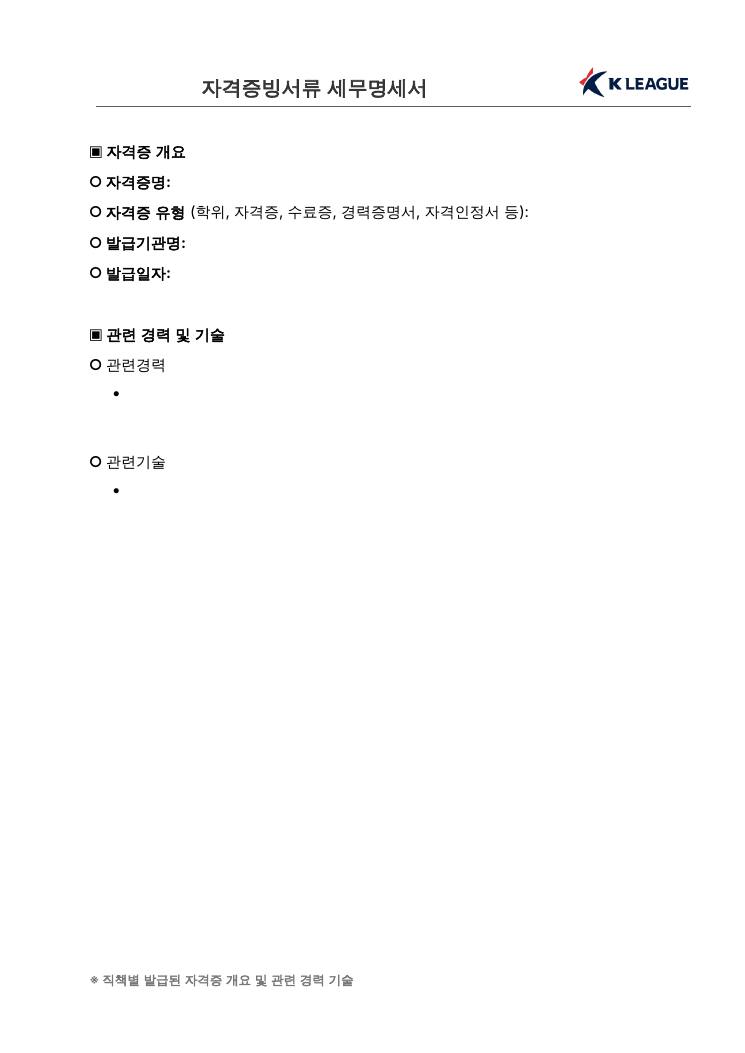 자격증빙서류 세무명세서
K LEAGUE
▣ 자격증 개요
○ 자격증명:
○ 자격증 유형 (학위, 자격증, 수료증, 경력증명서, 자격인정서 등):
○ 발급기관명:
○ 발급일자:
▣ 관련 경력 및 기술
○ 관련경력
•
○ 관련기술
•
※ 직책별 발급된 자격증 개요 및 관련 경력 기술